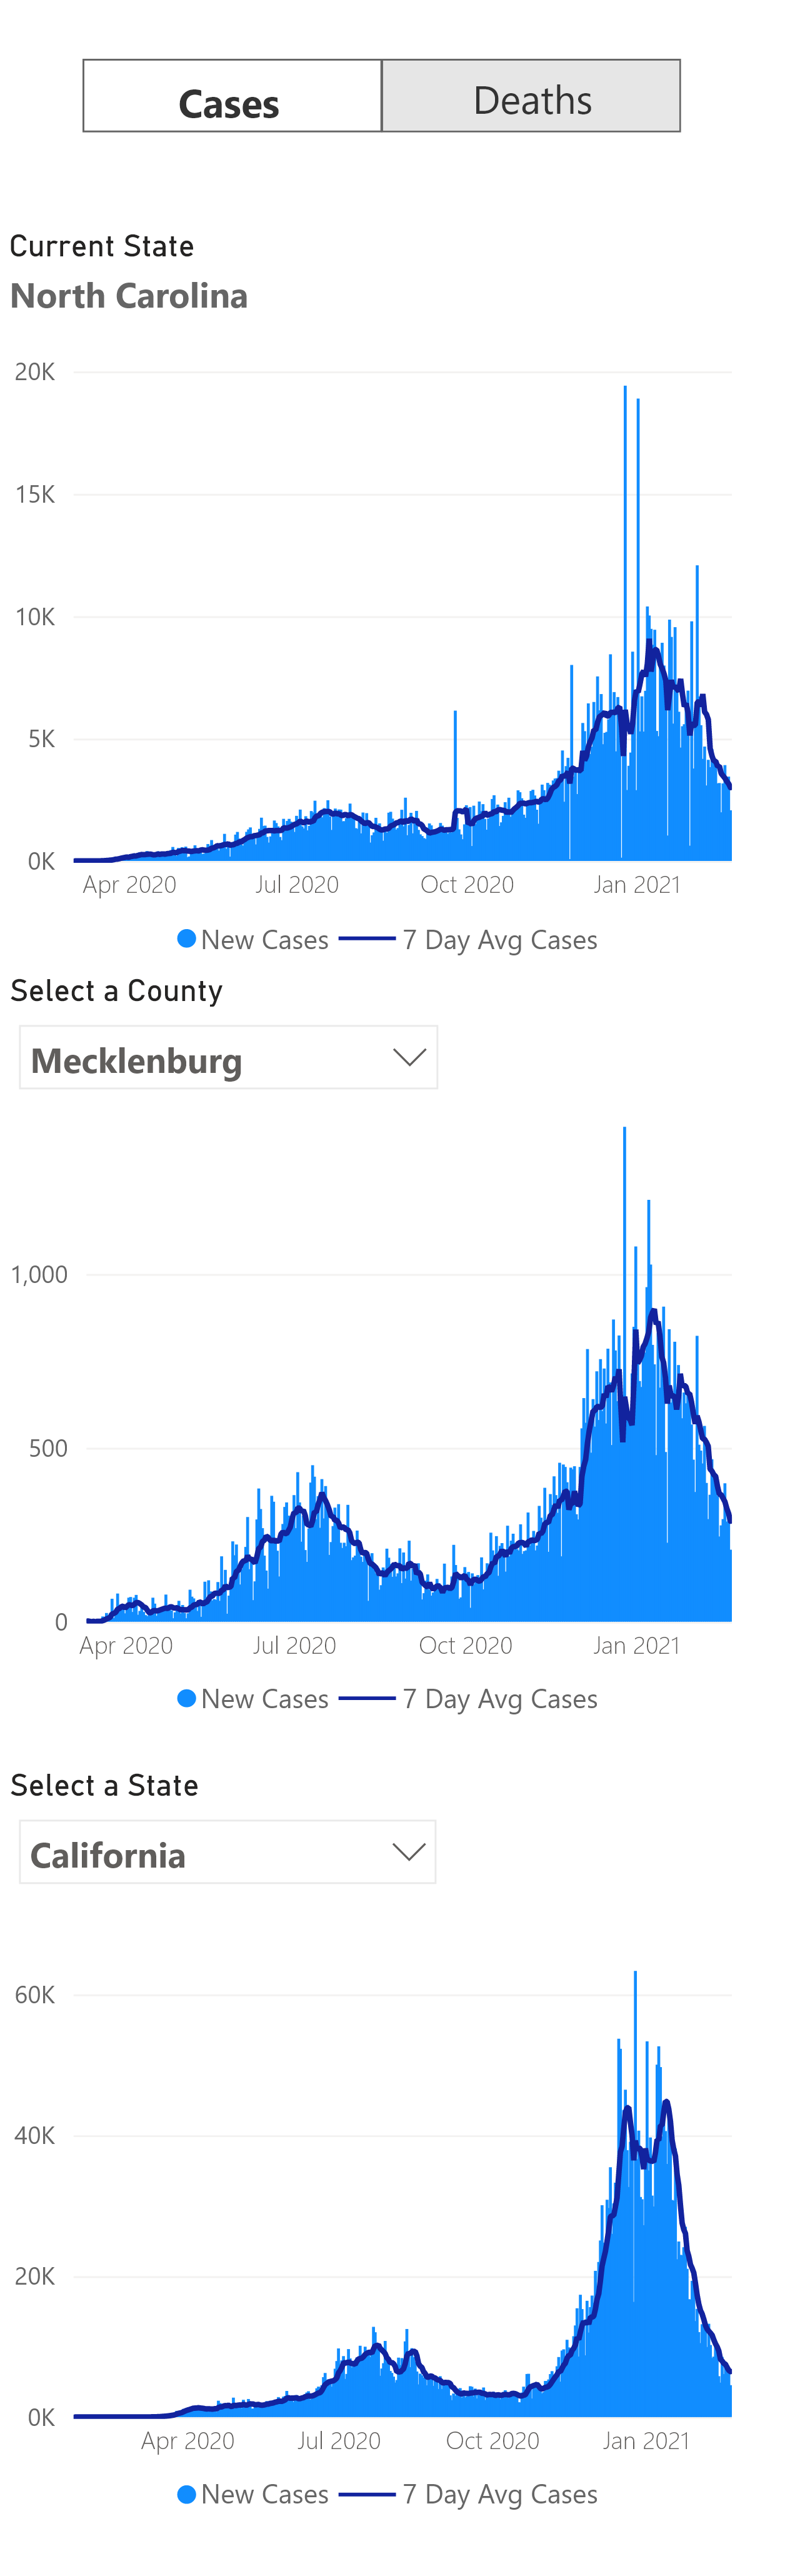 Cases Deaths
Current State
North Carolina
20K
15K
10K
5K
0K
Apr 2020 Jul 2020 Oct 2020 Jan 2021
New Cases 7 Day Avg Cases
Select a County
Mecklenburg
1,000
500
0
Apr 2020 Jul 2020 Oct 2020 Jan 2021
New Cases 7 Day Avg Cases
Select a State
California
60K
40K
20K
0K
Apr 2020 Jul 2020 Oct 2020 Jan 2021
New Cases 7 Day Avg Cases